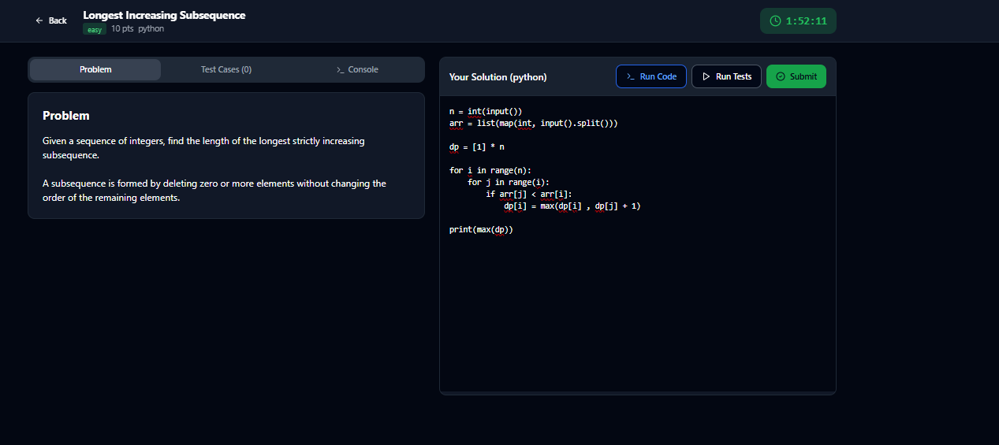 Back
Longest Increasing Subsequence
easy 10 pts python
1:52:11
Problem
Test Cases (0)
>_ Console
Problem
Given a sequence of integers, find the length of the longest strictly increasing
subsequence.
A subsequence is formed by deleting zero or more elements without changing the
order of the remaining elements.
Your Solution (python)
>_ Run Code
Run Tests
Submit
n = int(input())
arr = list(map(int, input().split()))
dp = [1] * n
for i in range(n):
    for j in range(i):
        if arr[j] < arr[i]:
            dp[i] = max(dp[i] , dp[j] + 1)
print(max(dp))